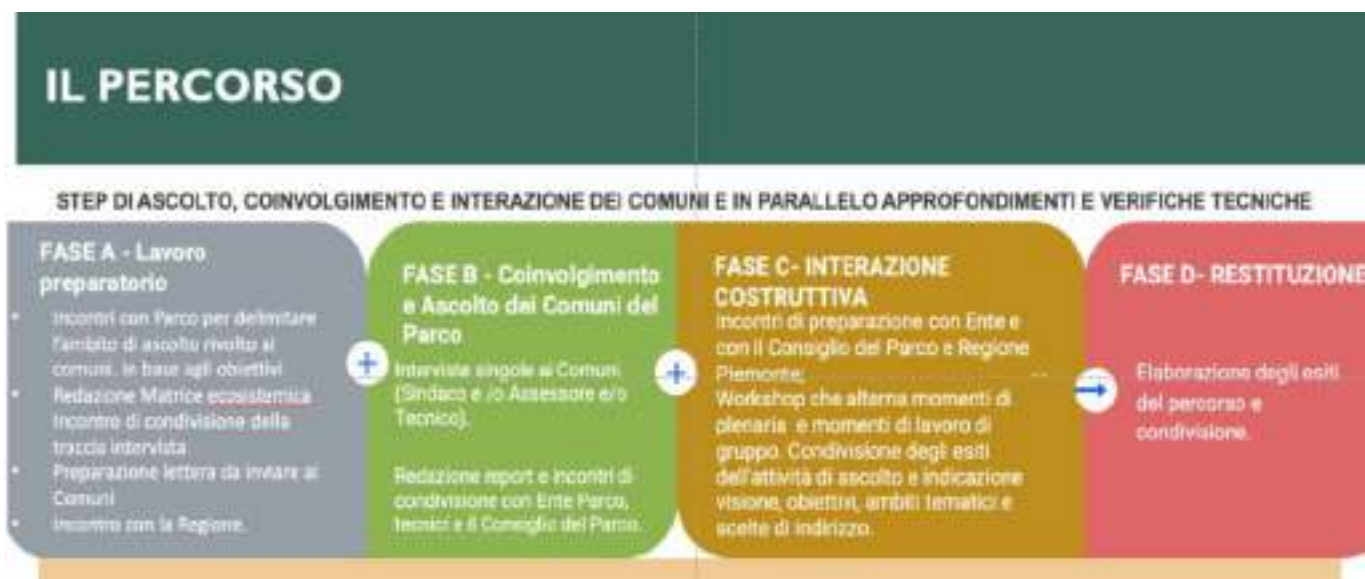 IL PERCORSO
STEP DI ASCOLTO, COINVOLGIMENTO E INTERAZIONE DEI COMUNI E IN PARALLELO APPROFONDIMENTI E VERIFICHE TECNICHE
FASE A - Lavoro
preparatorio
• Incontri con Parco per delimitare
l'ambito di ascolto rivolto ai
comuni, in base agli obiettivi
• Redazione Matrice ecosistemica
Incontro di condivisione della
traccia intervista
• Preparazione lettera da inviare ai
Comuni
• Incontro con la Regione.
FASE B - Coinvolgimento
e Ascolto dei Comuni del
Parco
Interviste singole ai Comuni
(Sindaco e /o Assessore e/o
Tecnico).
Redazione report e incontri di
condivisione con Ente Parco,
tecnici e il Consiglio del Parco.
FASE C- INTERAZIONE
COSTRUTTIVA
Incontri di preparazione con Ente e
con il Consiglio del Parco e Regione
Piemonte;
Workshop che alterna momenti di
plenaria e momenti di lavoro di
gruppo. Condivisione degli esiti
dell'attività di ascolto e indicazione
visione, obiettivi, ambiti tematici e
scelte di indirizzo.
FASE D- RESTITUZIONE
Elaborazione degli esiti
del percorso e
condivisione.